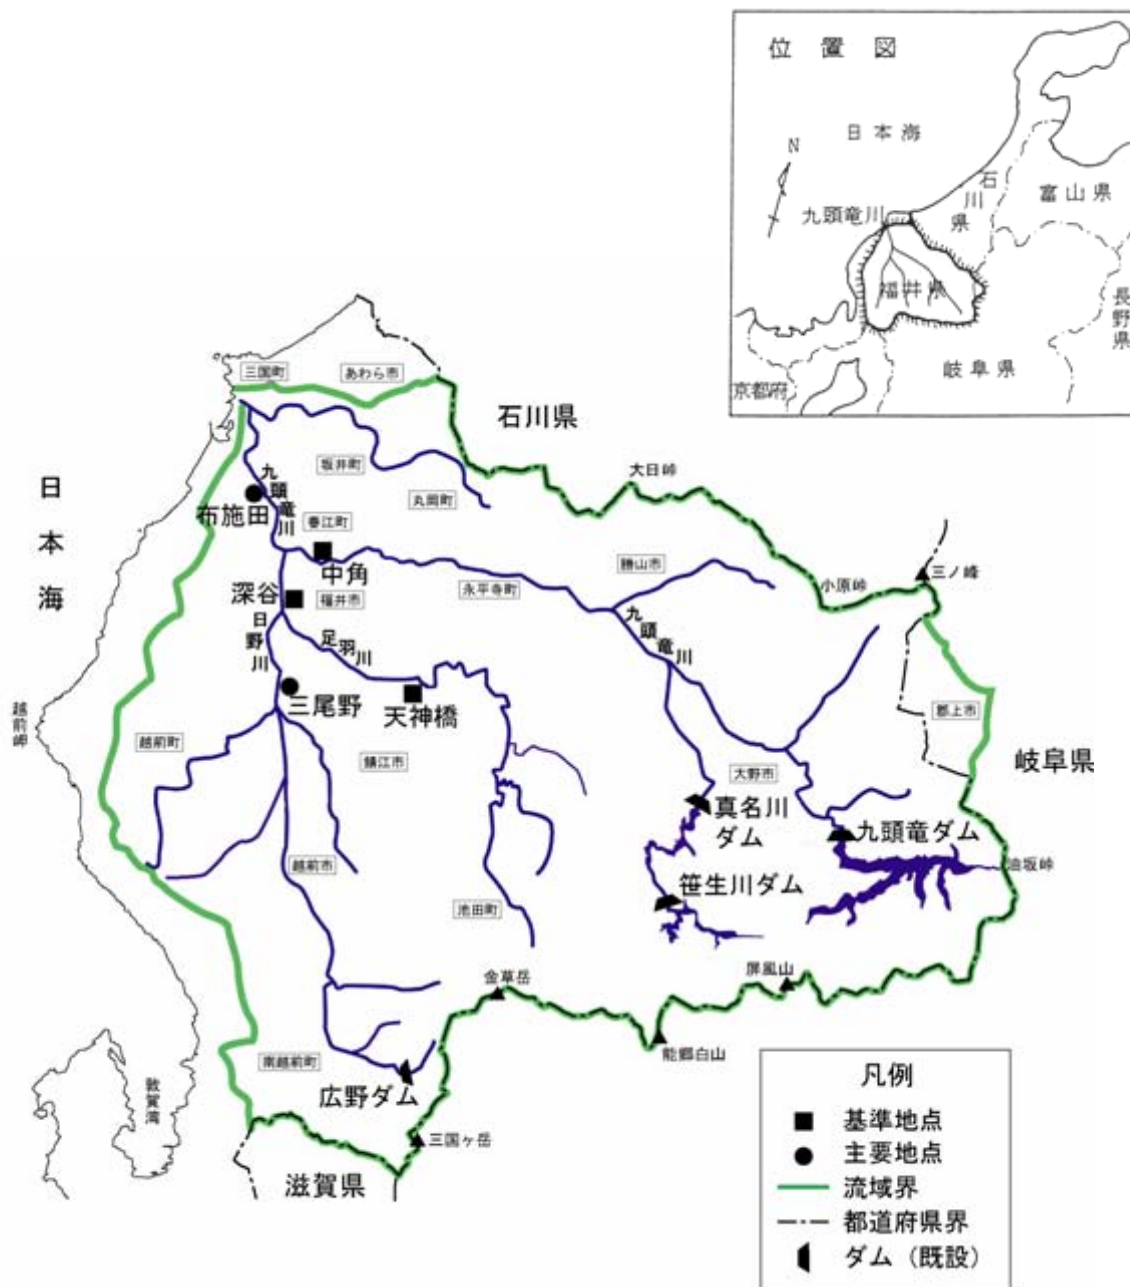 位置図
日本海
N
九頭竜川
石川県
富山県
福井県
長野県
岐阜県
京都府
三国町
あわら市
石川県
日本海
坂井町
大日峠
九頭竜川
丸岡町
布施田
春江町
中角
勝山市
小原峠
三ノ峰
深谷
福井市
永平寺町
日野川
足羽川
九頭竜川
三尾野
天神橋
越前岬
越前町
鯖江市
郡上市
岐阜県
大野市
真名川
ダム
九頭竜ダム
油坂峠
越前市
笹生川ダム
池田町
金草岳
屏風山
能郷白山
南越前町
広野ダム
敦賀湾
三国ヶ岳
滋賀県
凡例
基準地点
主要地点
流域界
都道府県界
ダム（既設）